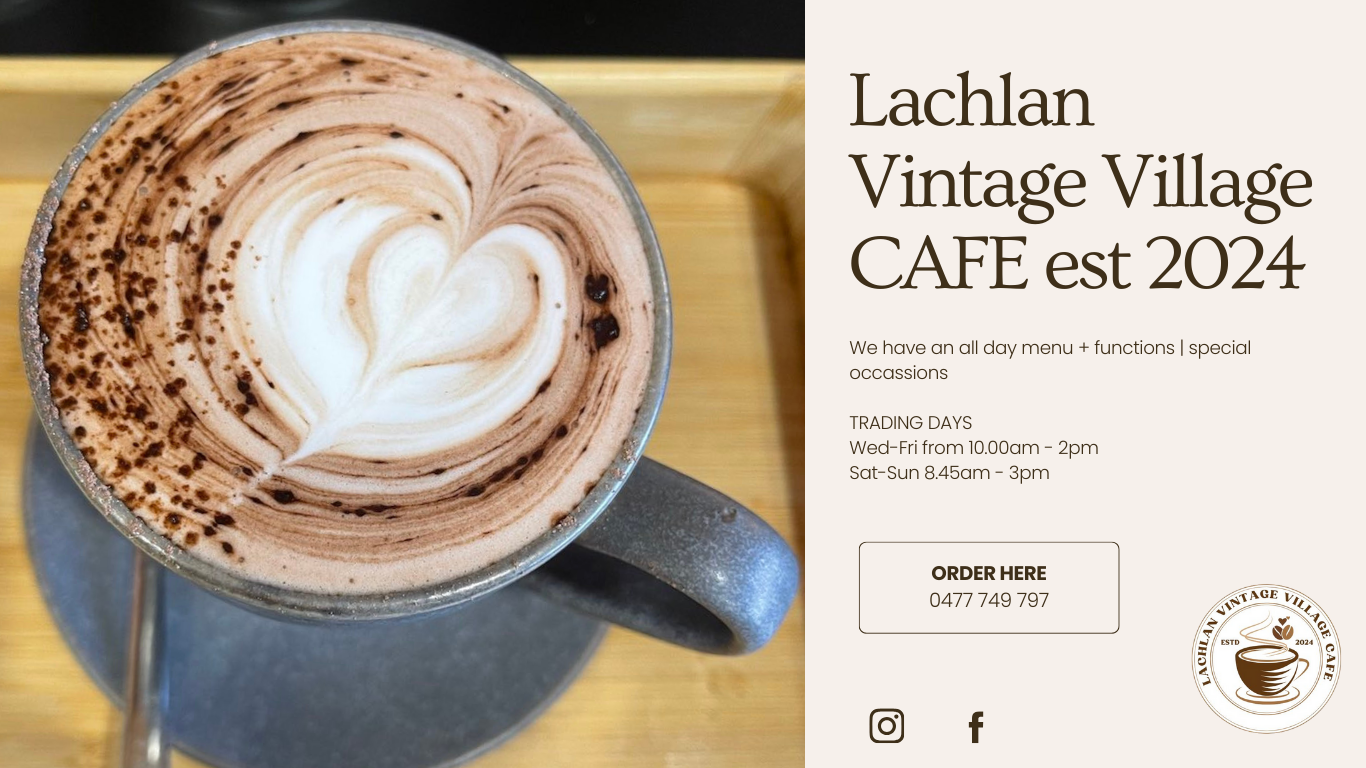 Lachlan
Vintage Village
CAFE est 2024
We have an all day menu + functions | special
occassions
TRADING DAYS
Wed-Fri from 10.00am - 2pm
Sat-Sun 8.45am - 3pm
ORDER HERE
0477 749 797
LACHLAN VINTAGE VILLAGE CAFE
ESTD 2024